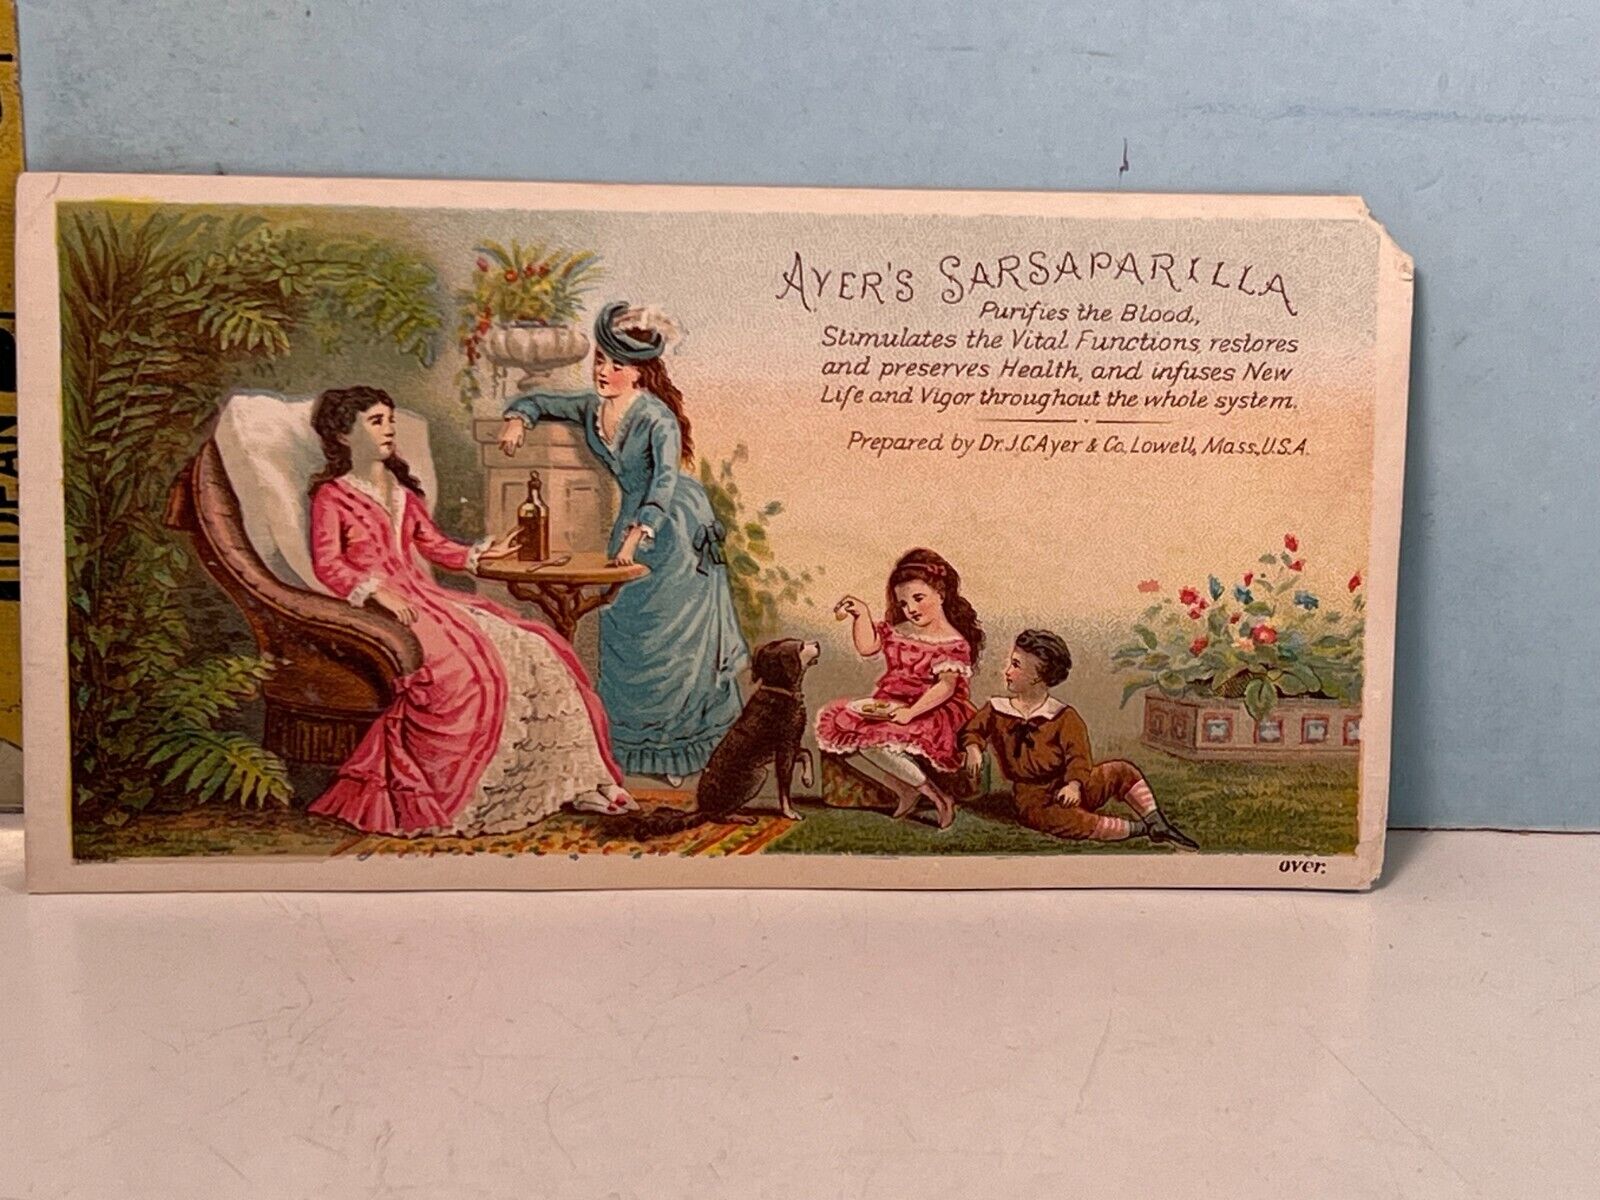 AYER'S SARSAPARILLA
Purifies the Blood,
Stimulates the Vital Functions, restores
and preserves Health, and infuses New
Life and Vigor throughout the whole system.
Prepared by Dr. J.C. Ayer & Co., Lowell, Mass., U.S.A.
over.
DEAN